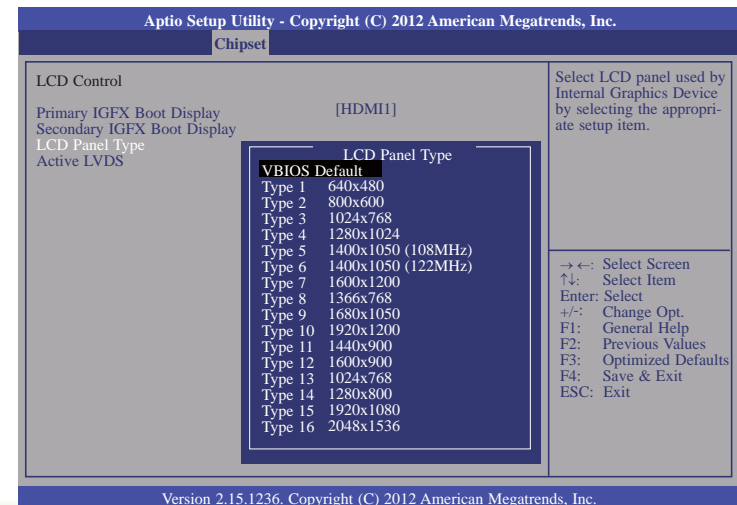 Aptio Setup Utility - Copyright (C) 2012 American Megatrends, Inc.
Chipset
LCD Control
Primary IGFX Boot Display [HDMI1]
Secondary IGFX Boot Display
LCD Panel Type
Active LVDS
LCD Panel Type
VBIOS Default
Type 1 640x480
Type 2 800x600
Type 3 1024x768
Type 4 1280x1024
Type 5 1400x1050 (108MHz)
Type 6 1400x1050 (122MHz)
Type 7 1600x1200
Type 8 1366x768
Type 9 1680x1050
Type 10 1920x1200
Type 11 1440x900
Type 12 1600x900
Type 13 1024x768
Type 14 1280x800
Type 15 1920x1080
Type 16 2048x1536
Select LCD panel used by
Internal Graphics Device
by selecting the appropri-
ate setup item.
→←: Select Screen
↑↓: Select Item
Enter: Select
+/-: Change Opt.
F1: General Help
F2: Previous Values
F3: Optimized Defaults
F4: Save & Exit
ESC: Exit
Version 2.15.1236. Copyright (C) 2012 American Megatrends, Inc.